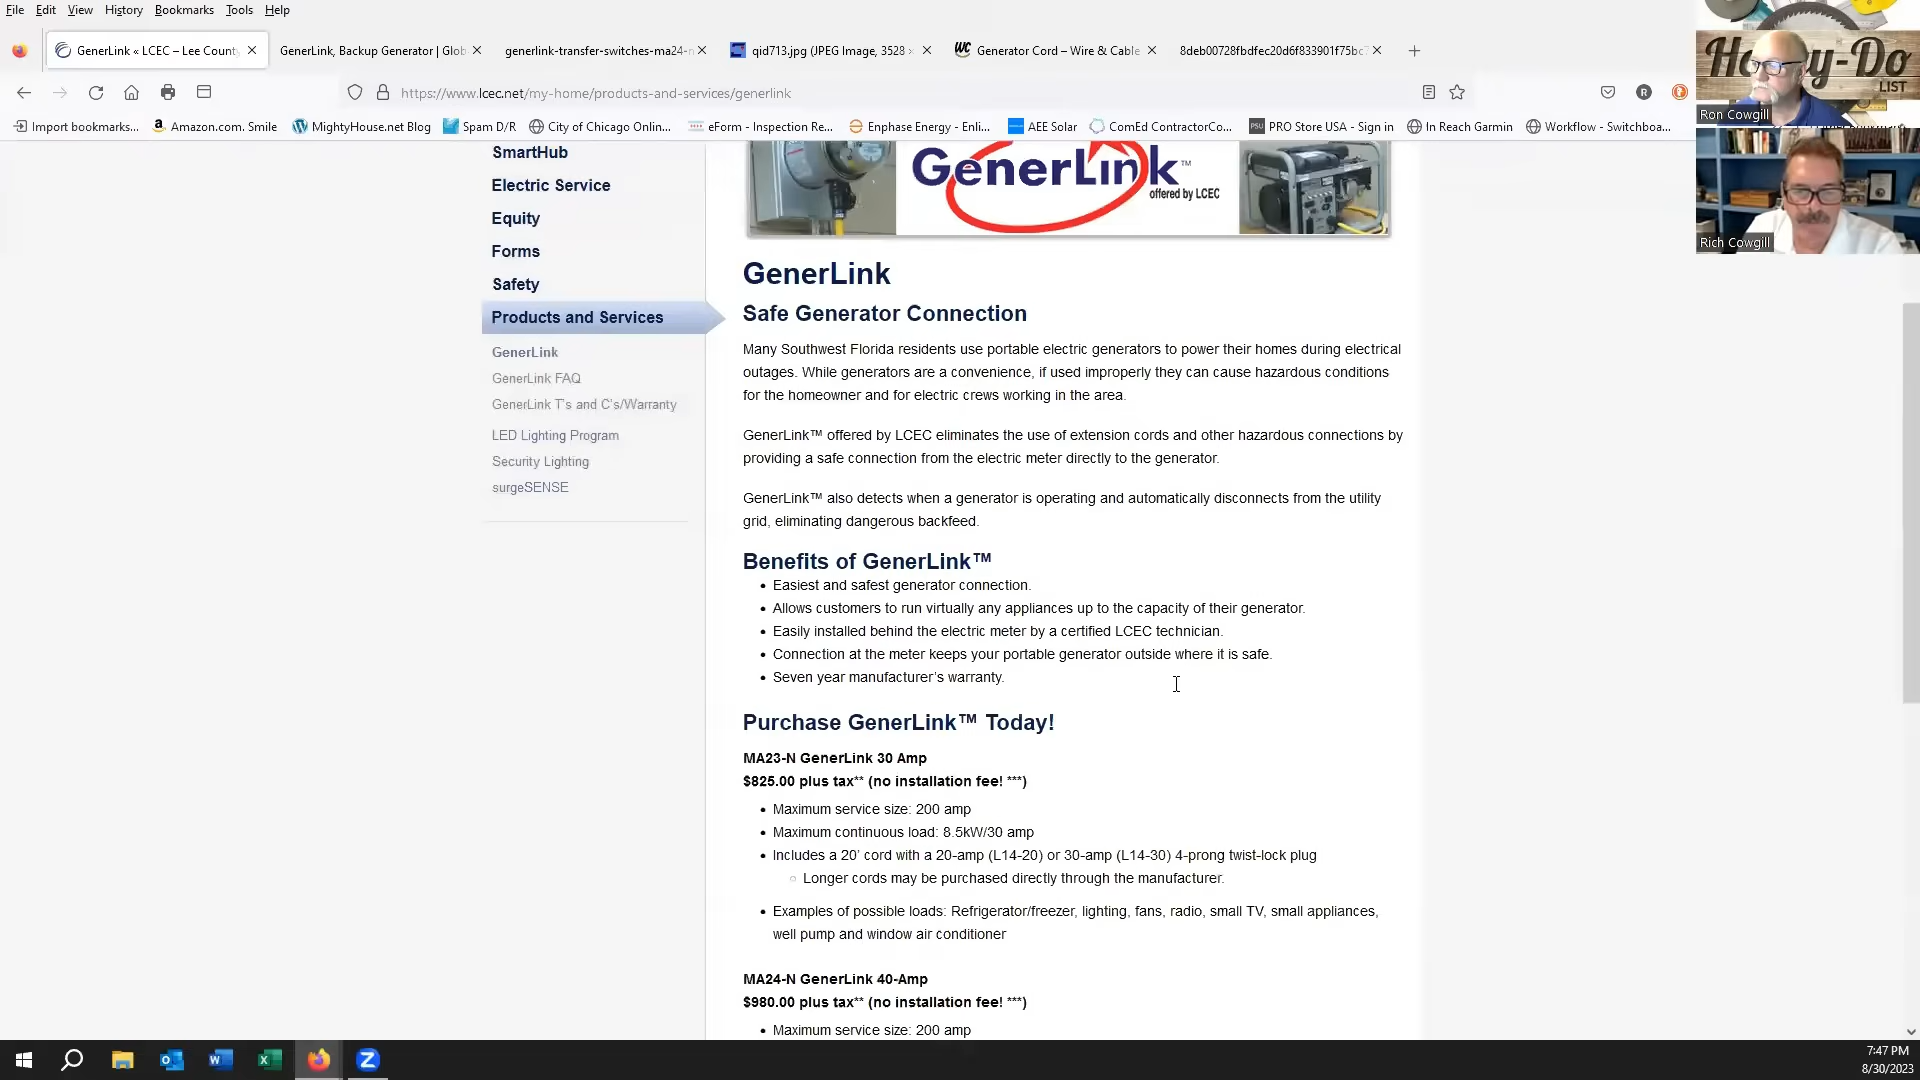 File Edit View History Bookmarks Tools Help
GenerLink « LCEC – Lee County
GenerLink, Backup Generator | Glob
generlink-transfer-switches-ma24-n
qid713.jpg (JPEG Image, 3528 ×
WC Generator Cord – Wire & Cable
8deb00728fbdfec20d6f833901f75bc7
https://www.lcec.net/my-home/products-and-services/generlink
Import bookmarks... Amazon.com. Smile MightyHouse.net Blog Spam D/R City of Chicago Onlin... eForm - Inspection Re... Enphase Energy - Enli... AEE Solar ComEd ContractorCo... PSU PRO Store USA - Sign in In Reach Garmin Workflow - Switchboa...
LIST
Ron Cowgill
Rich Cowgill
SmartHub
Electric Service
Equity
Forms
Safety
Products and Services
GenerLink
GenerLink FAQ
GenerLink T's and C's/Warranty
LED Lighting Program
Security Lighting
surgeSENSE
GenerLink™
offered by LCEC
GenerLink
Safe Generator Connection
Many Southwest Florida residents use portable electric generators to power their homes during electrical
outages. While generators are a convenience, if used improperly they can cause hazardous conditions
for the homeowner and for electric crews working in the area.
GenerLink™ offered by LCEC eliminates the use of extension cords and other hazardous connections by
providing a safe connection from the electric meter directly to the generator.
GenerLink™ also detects when a generator is operating and automatically disconnects from the utility
grid, eliminating dangerous backfeed.
Benefits of GenerLink™
• Easiest and safest generator connection.
• Allows customers to run virtually any appliances up to the capacity of their generator.
• Easily installed behind the electric meter by a certified LCEC technician.
• Connection at the meter keeps your portable generator outside where it is safe.
• Seven year manufacturer's warranty.
Purchase GenerLink™ Today!
MA23-N GenerLink 30 Amp
$825.00 plus tax** (no installation fee! ***)
• Maximum service size: 200 amp
• Maximum continuous load: 8.5kW/30 amp
• Includes a 20' cord with a 20-amp (L14-20) or 30-amp (L14-30) 4-prong twist-lock plug
○ Longer cords may be purchased directly through the manufacturer.
• Examples of possible loads: Refrigerator/freezer, lighting, fans, radio, small TV, small appliances,
well pump and window air conditioner
MA24-N GenerLink 40-Amp
$980.00 plus tax** (no installation fee! ***)
• Maximum service size: 200 amp
7:47 PM
8/30/2023